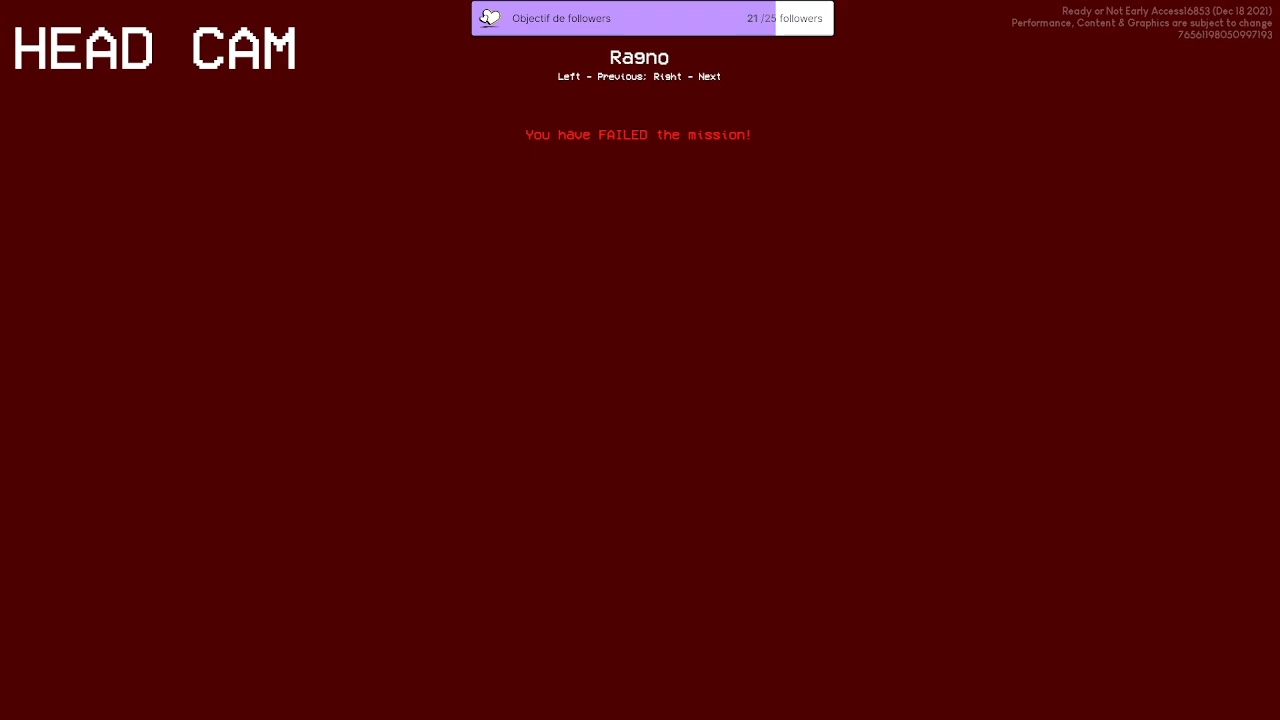 HEAD CAM
Objectif de followers 21 /25 followers
Ragno
Left - Previous; Right - Next
You have FAILED the mission!
Ready or Not Early Access16853 (Dec 18 2021)
Performance, Content & Graphics are subject to change
76561198050997193